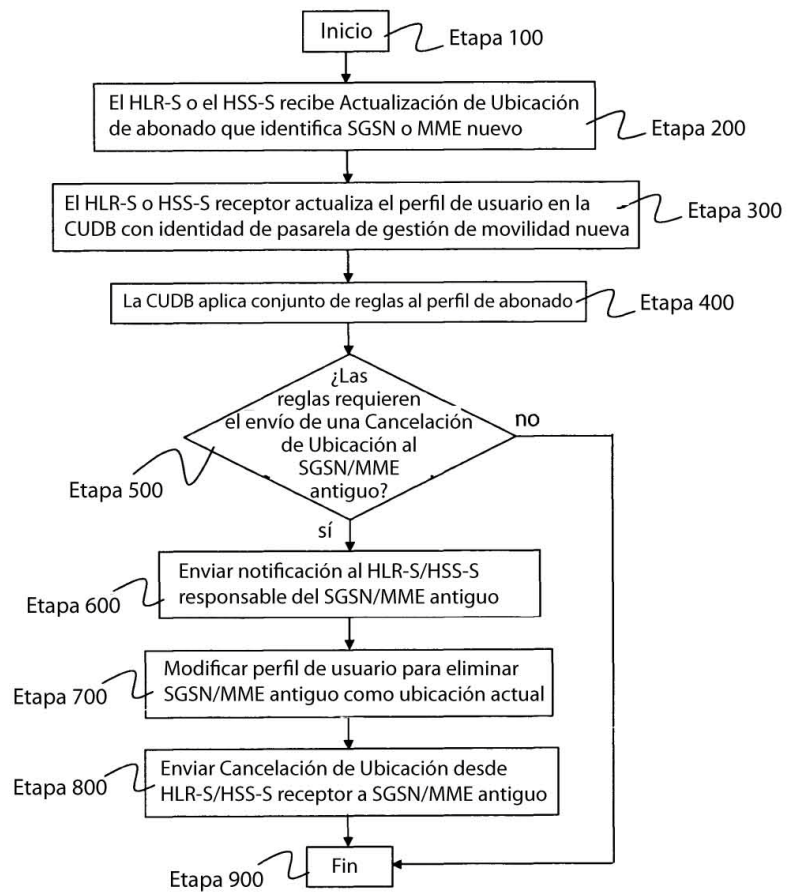 Inicio
Etapa 100
El HLR-S o el HSS-S recibe Actualización de Ubicación
de abonado que identifica SGSN o MME nuevo
Etapa 200
El HLR-S o HSS-S receptor actualiza el perfil de usuario en la
CUDB con identidad de pasarela de gestión de movilidad nueva
Etapa 300
La CUDB aplica conjunto de reglas al perfil de abonado
Etapa 400
¿Las
reglas requieren
el envío de una Cancelación
de Ubicación al
SGSN/MME
antiguo?
no
Etapa 500
sí
Enviar notificación al HLR-S/HSS-S
responsable del SGSN/MME antiguo
Etapa 600
Modificar perfil de usuario para eliminar
SGSN/MME antiguo como ubicación actual
Etapa 700
Enviar Cancelación de Ubicación desde
HLR-S/HSS-S receptor a SGSN/MME antiguo
Etapa 800
Fin
Etapa 900